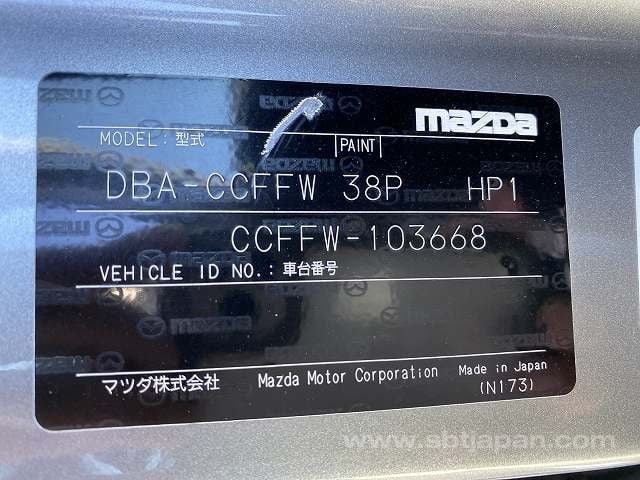 mazda
MODEL : 型式 PAINT
DBA-CCFFW 38P HP1
CCFFW-103668
VEHICLE ID NO.: 車台番号
マツダ株式会社 Mazda Motor Corporation Made in Japan
(N173)
www.sbtjapan.com